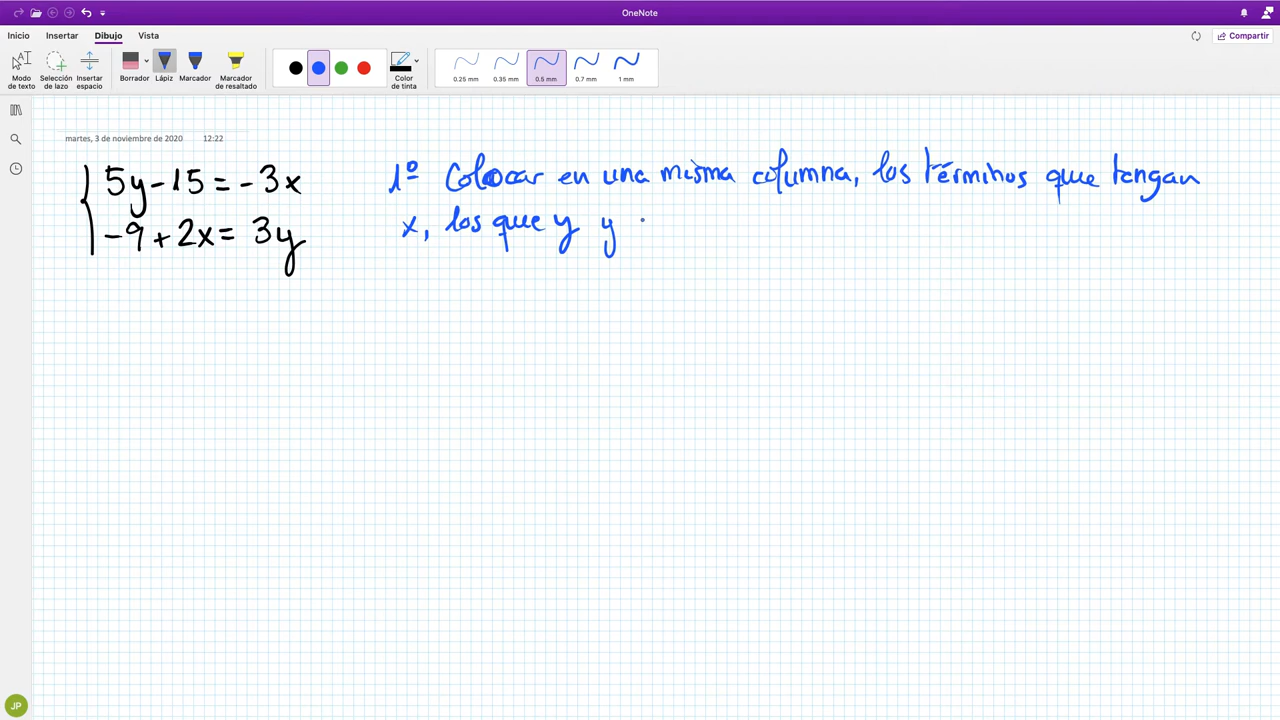 OneNote
Inicio Insertar Dibujo Vista
Compartir
Modo de texto
Selección de lazo
Insertar espacio
Borrador
Lápiz
Marcador
Marcador de resaltado
Color de tinta
0.25 mm 0.35 mm 0.5 mm 0.7 mm 1 mm
martes, 3 de noviembre de 2020 12:22
5y-15=-3x
-9+2x=3y
1º Colocar en una misma columna, los términos que tengan
x, los que y y
JP